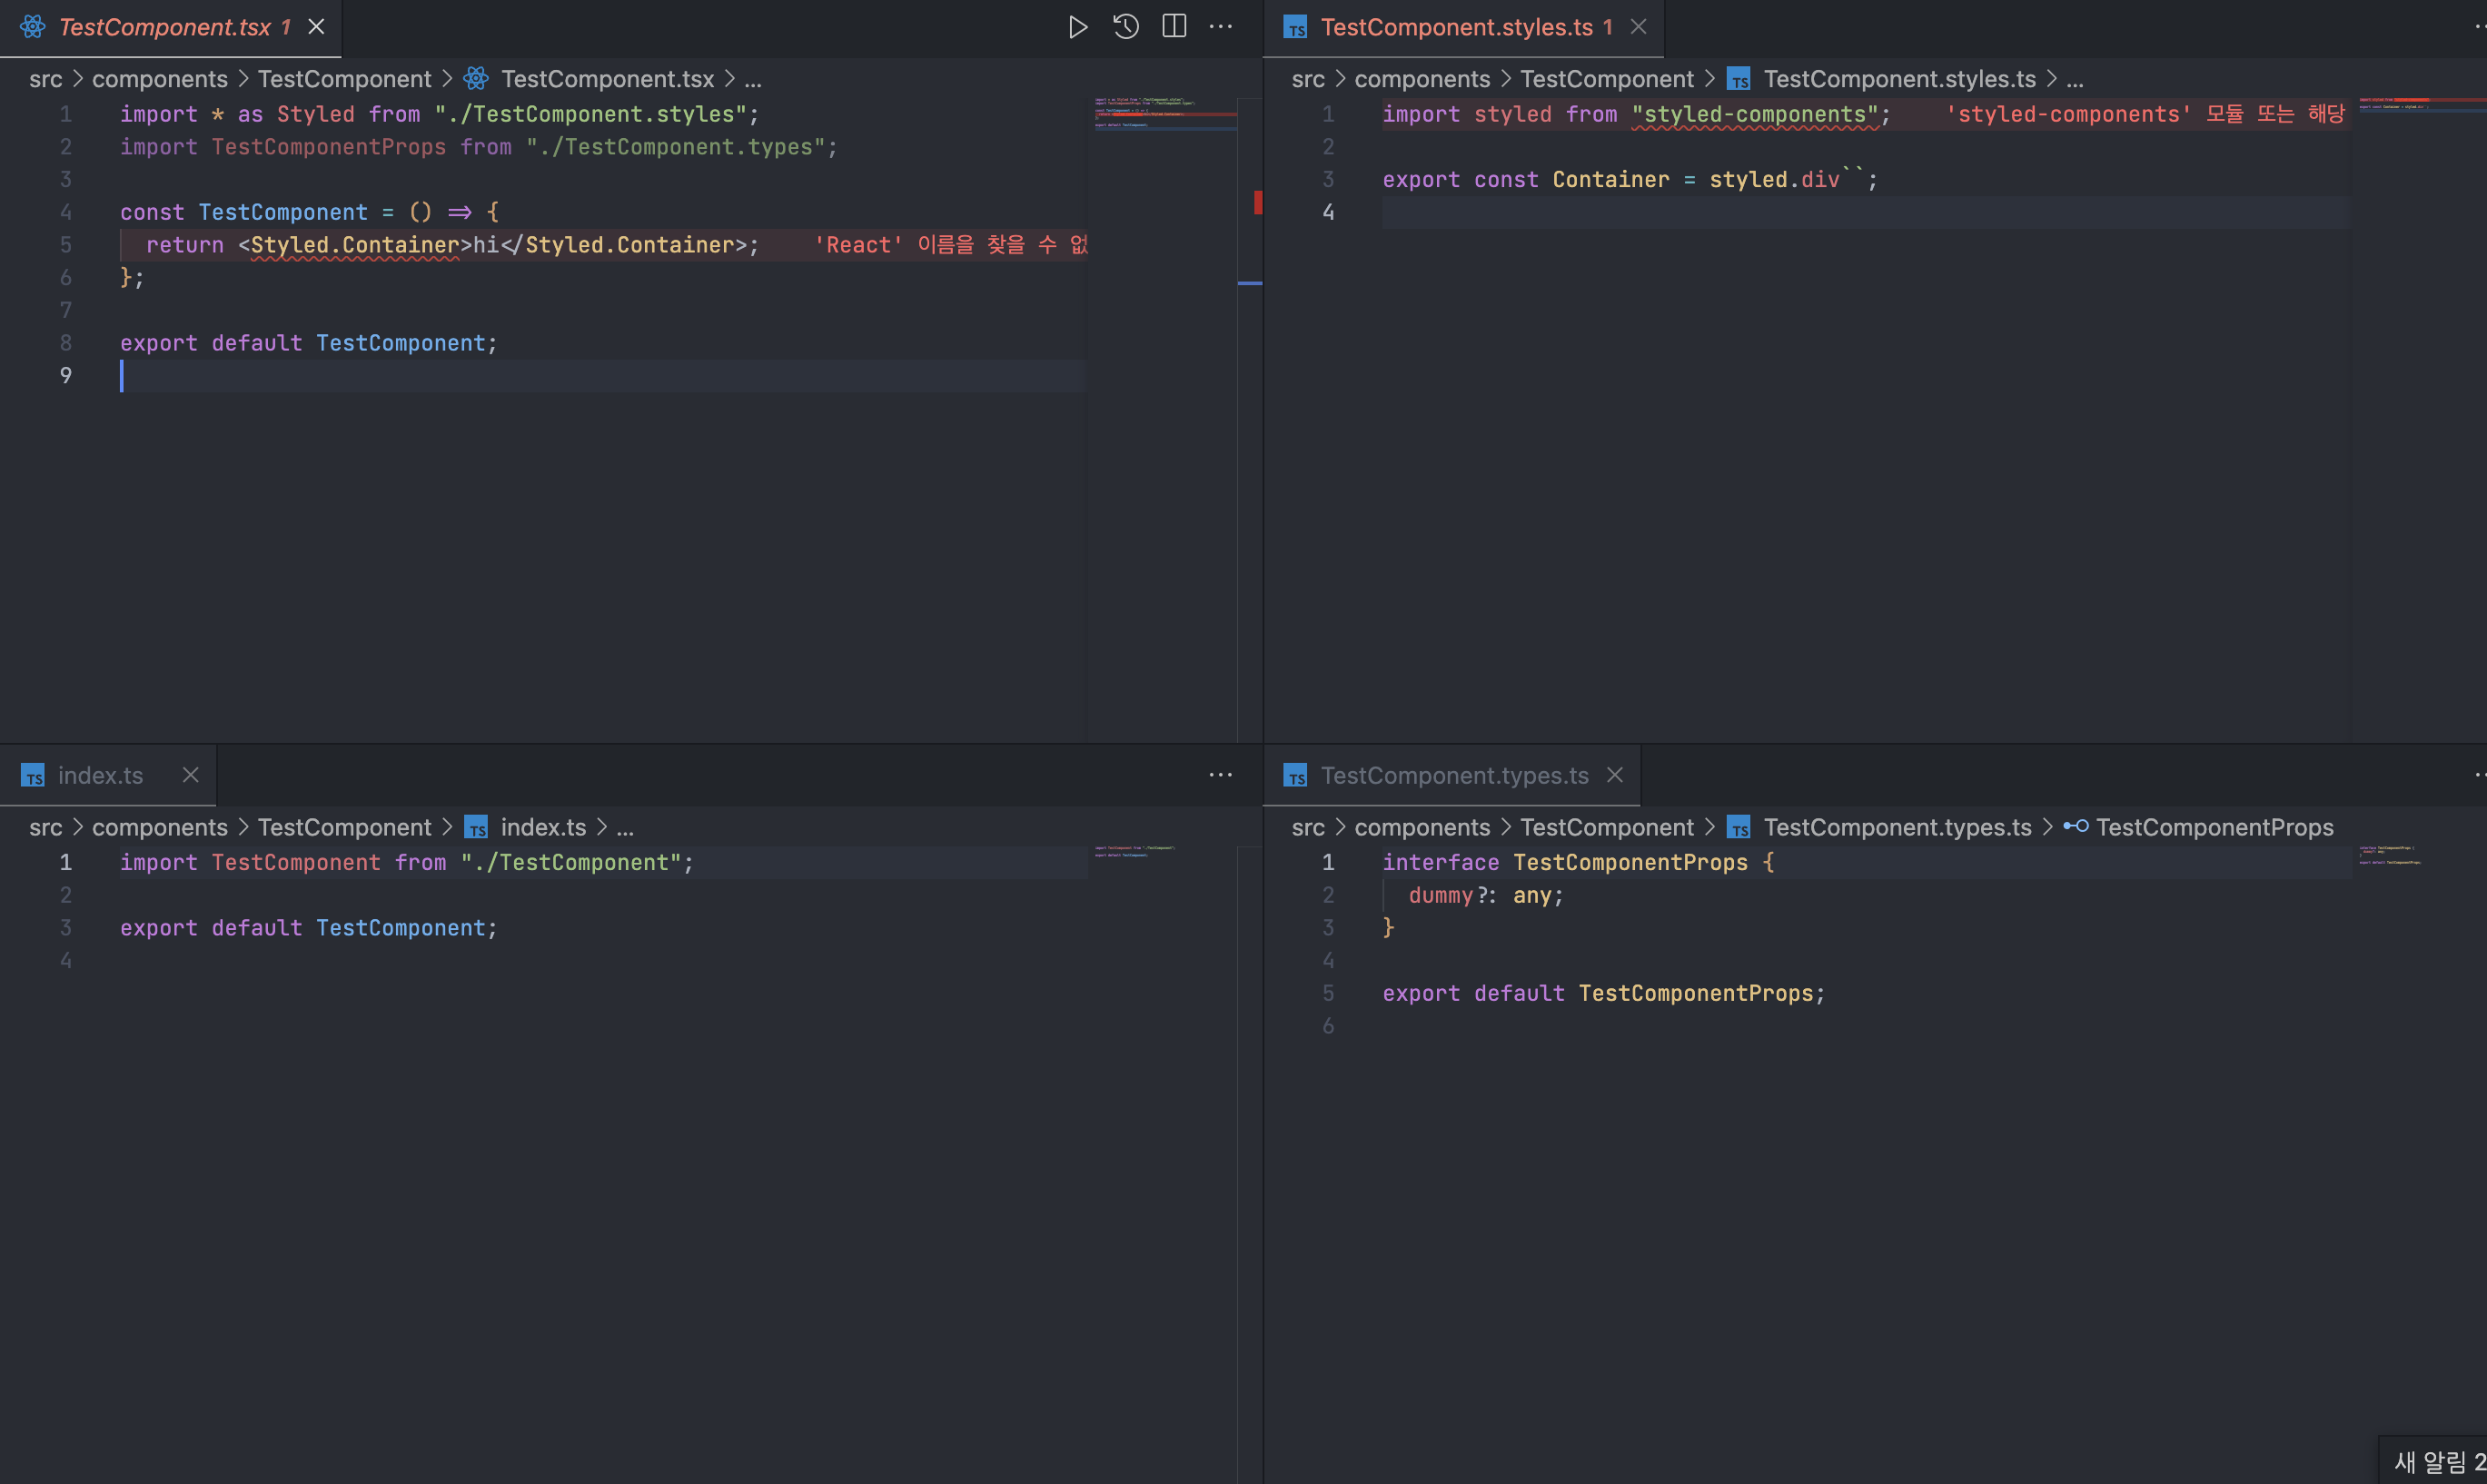 TestComponent.tsx 1
src > components > TestComponent > TestComponent.tsx > ...
1 import * as Styled from "./TestComponent.styles";
2 import TestComponentProps from "./TestComponent.types";
3
4 const TestComponent = () => {
5 return <Styled.Container>hi</Styled.Container>; 'React' 이름을 찾을 수 없
6 };
7
8 export default TestComponent;
9
TestComponent.styles.ts 1
src > components > TestComponent > TestComponent.styles.ts > ...
1 import styled from "styled-components"; 'styled-components' 모듈 또는 해당
2
3 export const Container = styled.div``;
4
index.ts
src > components > TestComponent > index.ts > ...
1 import TestComponent from "./TestComponent";
2
3 export default TestComponent;
4
TestComponent.types.ts
src > components > TestComponent > TestComponent.types.ts > TestComponentProps
1 interface TestComponentProps {
2 dummy?: any;
3 }
4
5 export default TestComponentProps;
6
새 알림 2